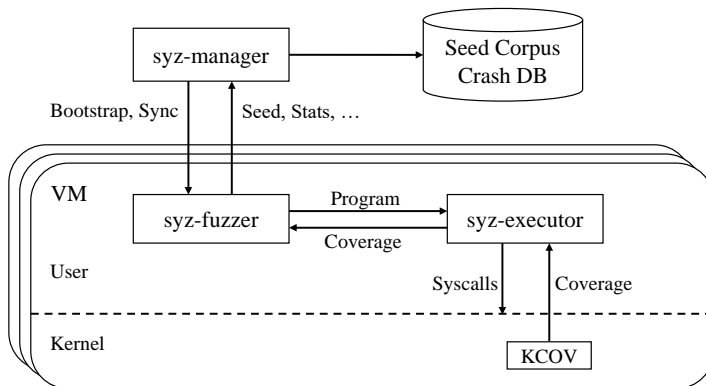 syz-manager
Seed Corpus
Crash DB
Bootstrap, Sync
Seed, Stats, …
VM
syz-fuzzer
Program
Coverage
syz-executor
User
Syscalls
Coverage
Kernel
KCOV